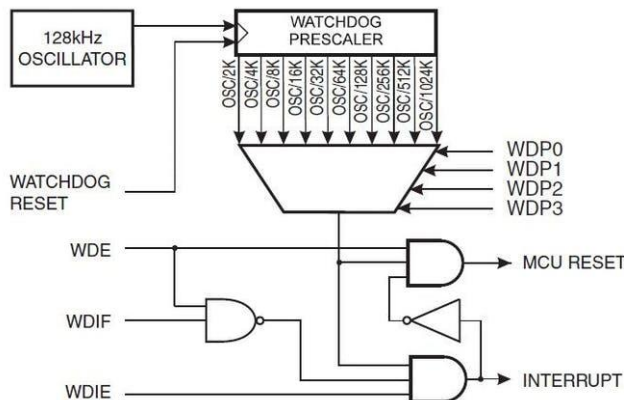 128kHz
OSCILLATOR
WATCHDOG
PRESCALER
OSC/2K
OSC/4K
OSC/8K
OSC/16K
OSC/32K
OSC/64K
OSC/128K
OSC/256K
OSC/512K
OSC/1024K
WATCHDOG
RESET
WDP0
WDP1
WDP2
WDP3
WDE
MCU RESET
WDIF
WDIE
INTERRUPT